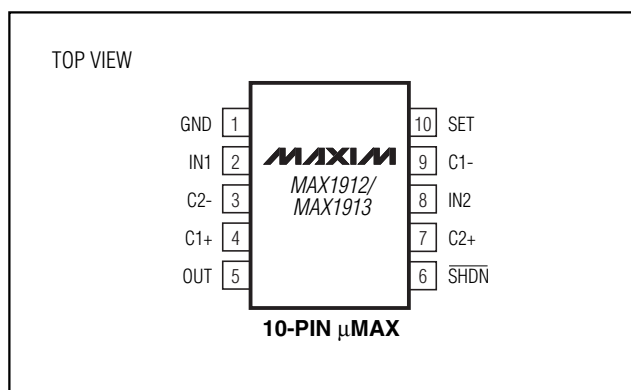 TOP VIEW
GND 1
IN1 2
C2- 3
C1+ 4
OUT 5
MAXIM
MAX1912/
MAX1913
10 SET
9 C1-
8 IN2
7 C2+
6 S̅H̅D̅N̅
10-PIN μMAX